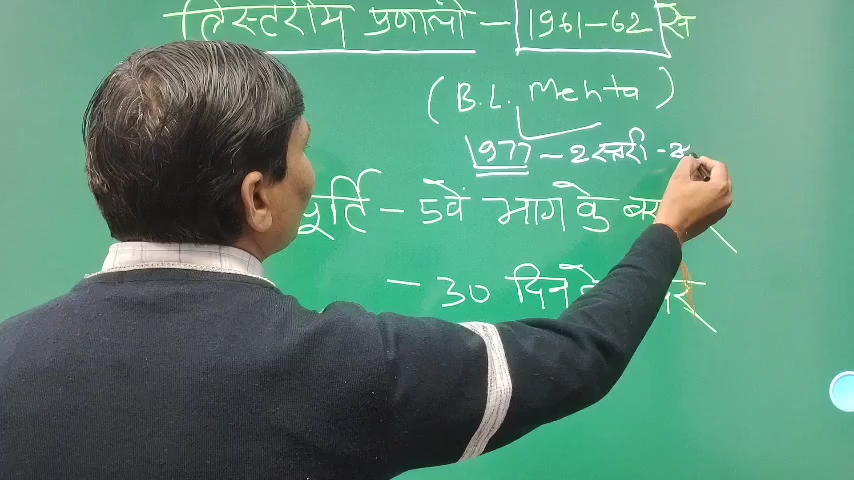 त्रिस्तरीय प्रणाली - 1961-62 से
(B.L. Mehta)
1977 - 2 स्तरी -
पूर्ति - 5वें भाग के
- 30 दिन